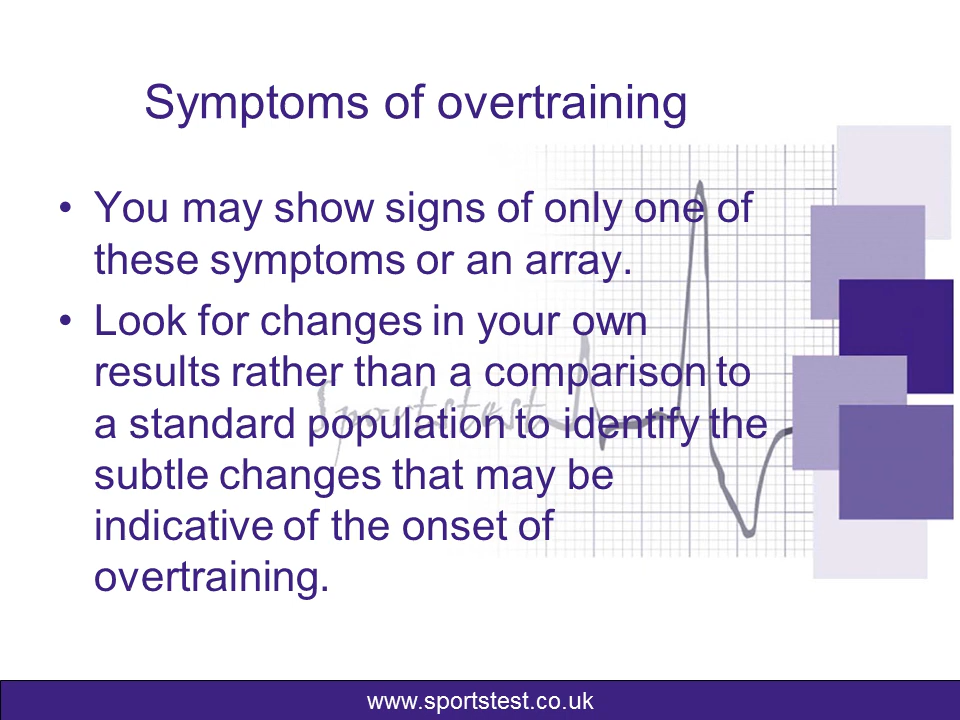 Symptoms of overtraining
• You may show signs of only one of
these symptoms or an array.
• Look for changes in your own
results rather than a comparison to
a standard population to identify the
subtle changes that may be
indicative of the onset of
overtraining.
Sportstest
www.sportstest.co.uk